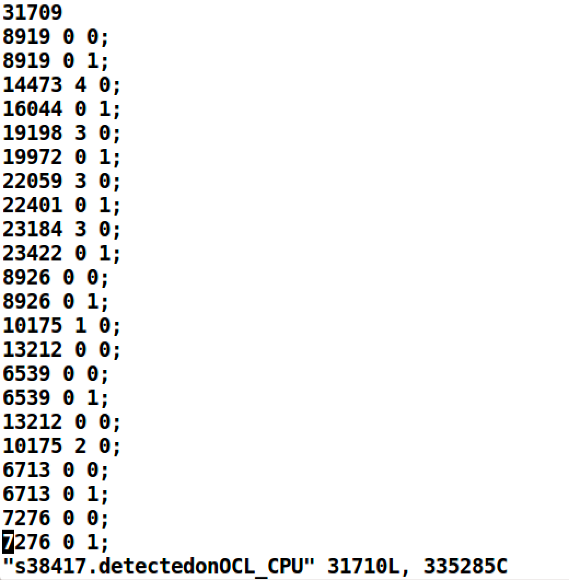 31709
8919 0 0;
8919 0 1;
14473 4 0;
16044 0 1;
19198 3 0;
19972 0 1;
22059 3 0;
22401 0 1;
23184 3 0;
23422 0 1;
8926 0 0;
8926 0 1;
10175 1 0;
13212 0 0;
6539 0 0;
6539 0 1;
13212 0 0;
10175 2 0;
6713 0 0;
6713 0 1;
7276 0 0;
7276 0 1;
"s38417.detectedonOCL_CPU" 31710L, 335285C